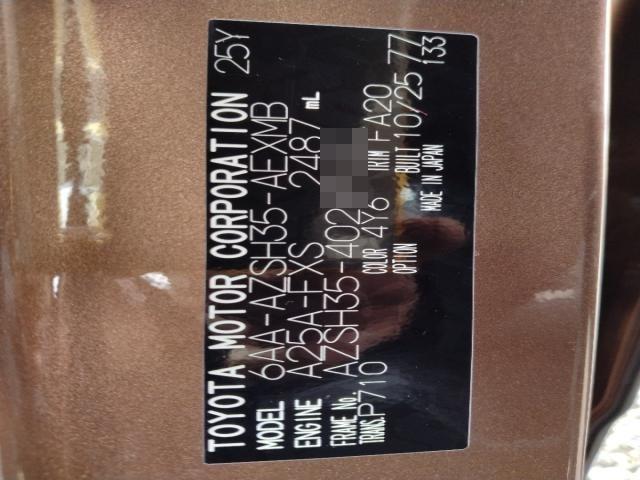 TOYOTA MOTOR CORPORATION 25Y
MODEL 6AA-AZSH35-AEXMB
ENGINE A25A-FXS 2487 mL
FRAME No. AZSH35-402
COLOR 4Y6 TRIM FA20
TRANS. P710
OPTION BUILT 10/25 77
MADE IN JAPAN 133